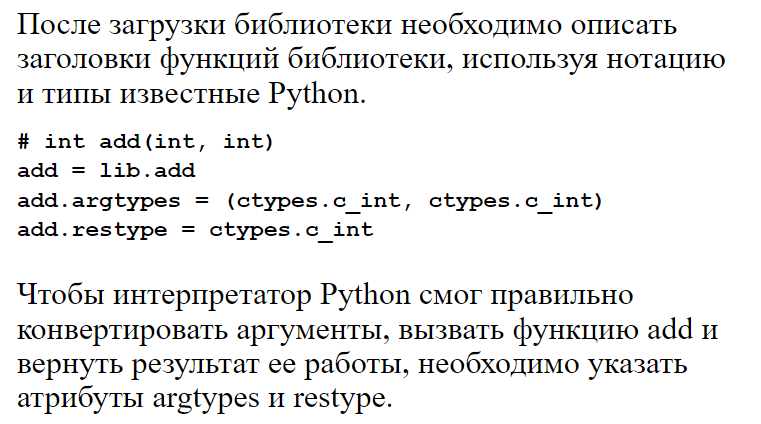 После загрузки библиотеки необходимо описать
заголовки функций библиотеки, используя нотацию
и типы известные Python.
# int add(int, int)
add = lib.add
add.argtypes = (ctypes.c_int, ctypes.c_int)
add.restype = ctypes.c_int
Чтобы интерпретатор Python смог правильно
конвертировать аргументы, вызвать функцию add и
вернуть результат ее работы, необходимо указать
атрибуты argtypes и restype.